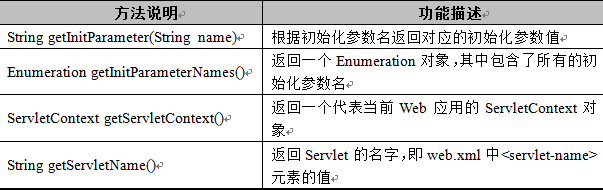 方法说明 功能描述
String getInitParameter(String name) 根据初始化参数名返回对应的初始化参数值
Enumeration getInitParameterNames() 返回一个 Enumeration 对象,其中包含了所有的初
始化参数名
ServletContext getServletContext() 返回一个代表当前 Web 应用的 ServletContext 对
象
String getServletName() 返回 Servlet 的名字,即 web.xml 中<servlet-name>
元素的值